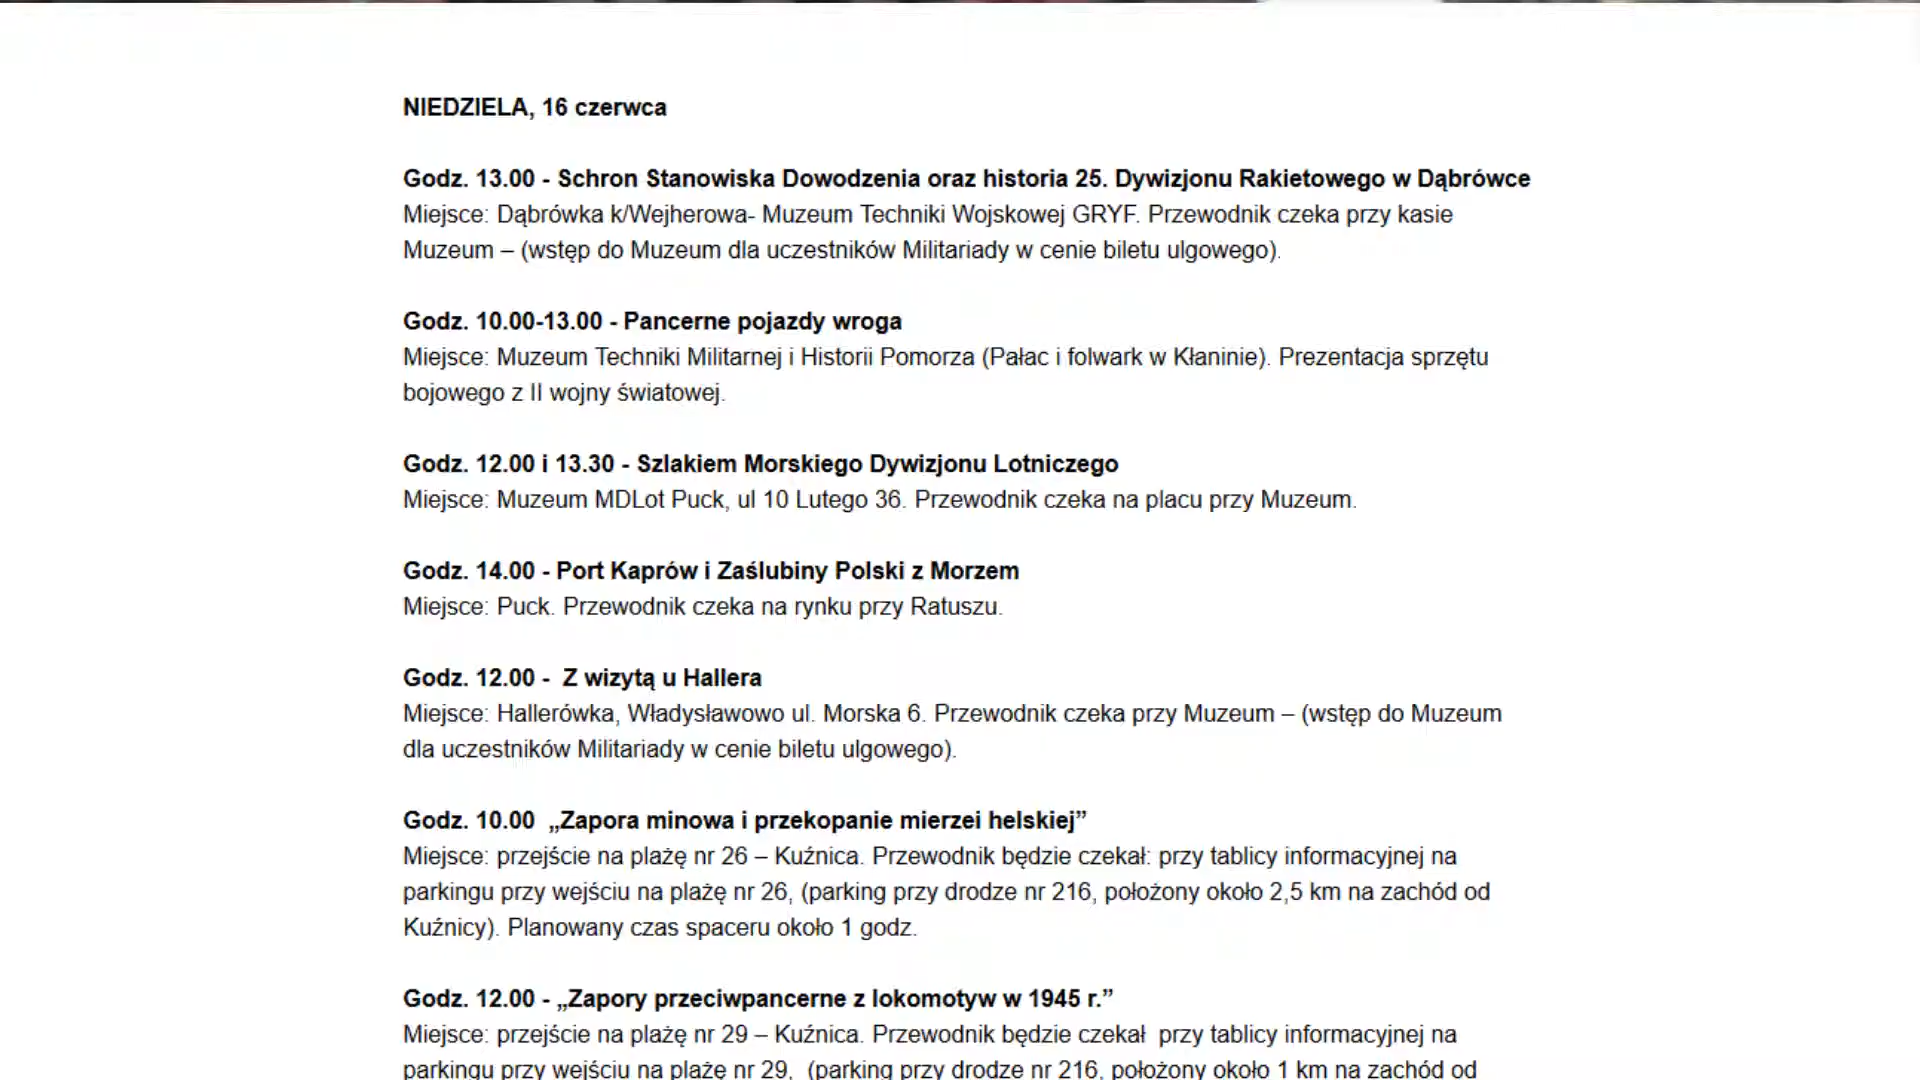 NIEDZIELA, 16 czerwca
Godz. 13.00 - Schron Stanowiska Dowodzenia oraz historia 25. Dywizjonu Rakietowego w Dąbrówce
Miejsce: Dąbrówka k/Wejherowa- Muzeum Techniki Wojskowej GRYF. Przewodnik czeka przy kasie
Muzeum – (wstęp do Muzeum dla uczestników Militariady w cenie biletu ulgowego).
Godz. 10.00-13.00 - Pancerne pojazdy wroga
Miejsce: Muzeum Techniki Militarnej i Historii Pomorza (Pałac i folwark w Kłaninie). Prezentacja sprzętu
bojowego z II wojny światowej.
Godz. 12.00 i 13.30 - Szlakiem Morskiego Dywizjonu Lotniczego
Miejsce: Muzeum MDLot Puck, ul 10 Lutego 36. Przewodnik czeka na placu przy Muzeum.
Godz. 14.00 - Port Kaprów i Zaślubiny Polski z Morzem
Miejsce: Puck. Przewodnik czeka na rynku przy Ratuszu.
Godz. 12.00 -  Z wizytą u Hallera
Miejsce: Hallerówka, Władysławowo ul. Morska 6. Przewodnik czeka przy Muzeum – (wstęp do Muzeum
dla uczestników Militariady w cenie biletu ulgowego).
Godz. 10.00  „Zapora minowa i przekopanie mierzei helskiej”
Miejsce: przejście na plażę nr 26 – Kuźnica. Przewodnik będzie czekał: przy tablicy informacyjnej na
parkingu przy wejściu na plażę nr 26, (parking przy drodze nr 216, położony około 2,5 km na zachód od
Kuźnicy). Planowany czas spaceru około 1 godz.
Godz. 12.00 - „Zapory przeciwpancerne z lokomotyw w 1945 r.”
Miejsce: przejście na plażę nr 29 – Kuźnica. Przewodnik będzie czekał  przy tablicy informacyjnej na
parkingu przy wejściu na plażę nr 29,  (parking przy drodze nr 216, położony około 1 km na zachód od